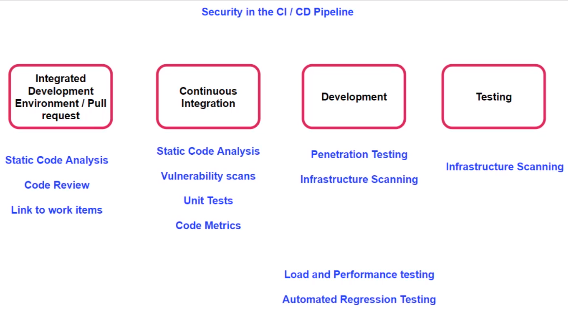 Security in the CI / CD Pipeline
Integrated
Development
Environment / Pull
request
Continuous
Integration
Development
Testing
Static Code Analysis
Code Review
Link to work items
Static Code Analysis
Vulnerability scans
Unit Tests
Code Metrics
Penetration Testing
Infrastructure Scanning
Infrastructure Scanning
Load and Performance testing
Automated Regression Testing